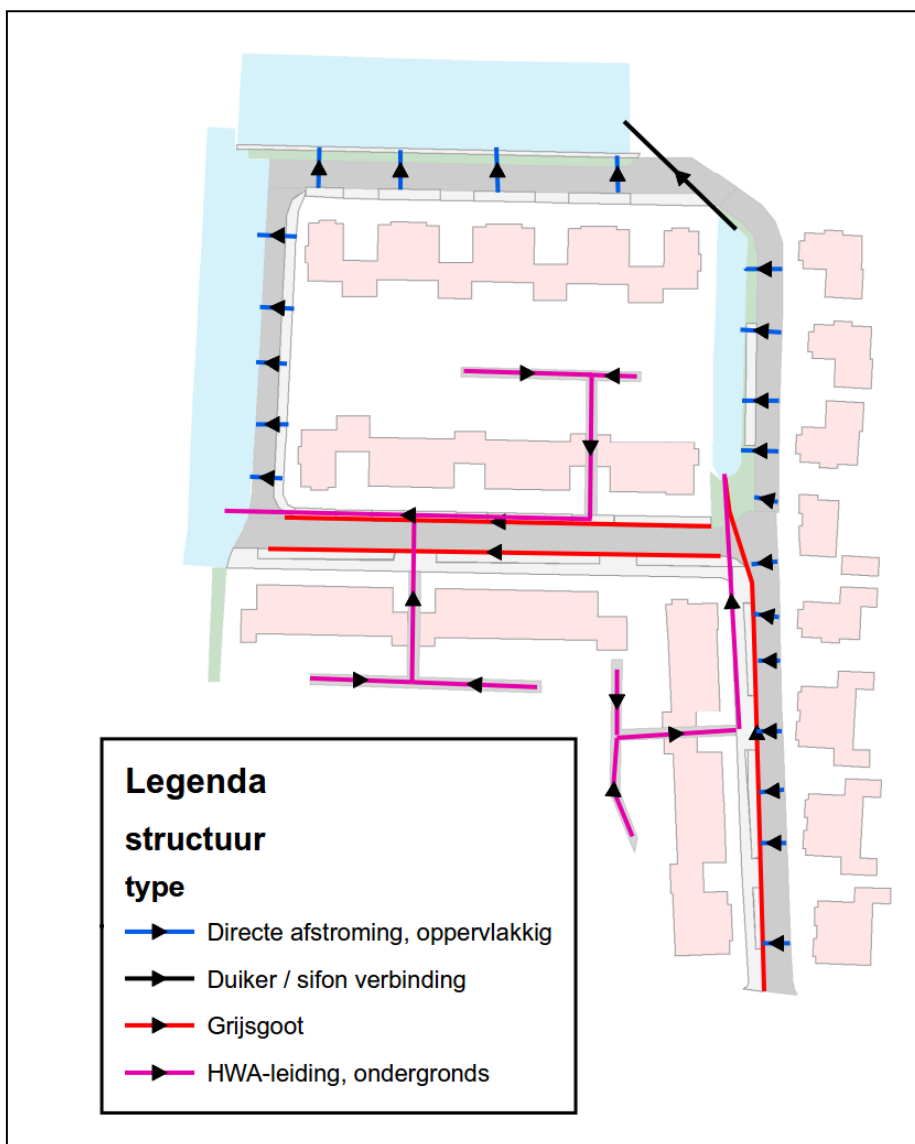 Legenda
structuur
type
Directe afstroming, oppervlakkig
Duiker / sifon verbinding
Grijsgoot
HWA-leiding, ondergronds